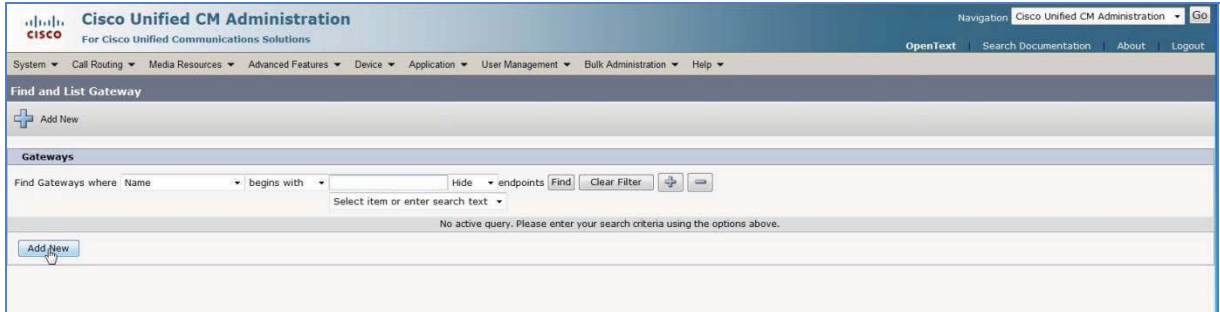 Cisco Unified CM Administration
For Cisco Unified Communications Solutions
CISCO
Navigation Cisco Unified CM Administration Go
OpenText Search Documentation About Logout
System Call Routing Media Resources Advanced Features Device Application User Management Bulk Administration Help
Find and List Gateway
Add New
Gateways
Find Gateways where Name begins with Hide endpoints Find Clear Filter
Select item or enter search text
No active query. Please enter your search criteria using the options above.
Add New